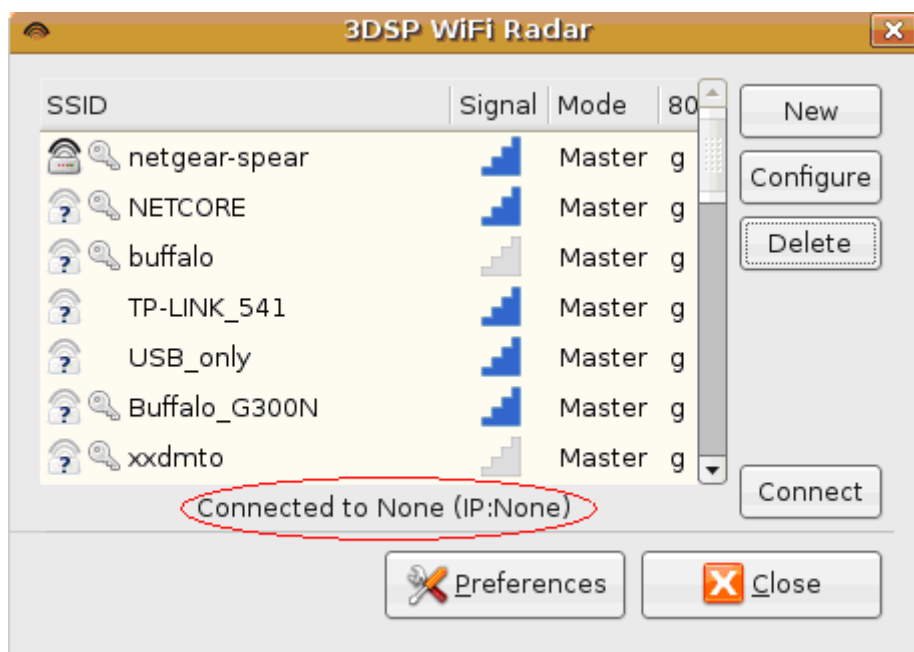 3DSP WiFi Radar
SSID Signal Mode 80
netgear-spear Master g
NETCORE Master g
buffalo Master g
TP-LINK_541 Master g
USB_only Master g
Buffalo_G300N Master g
xxdmto Master g
New
Configure
Delete
Connect
Connected to None (IP:None)
Preferences Close